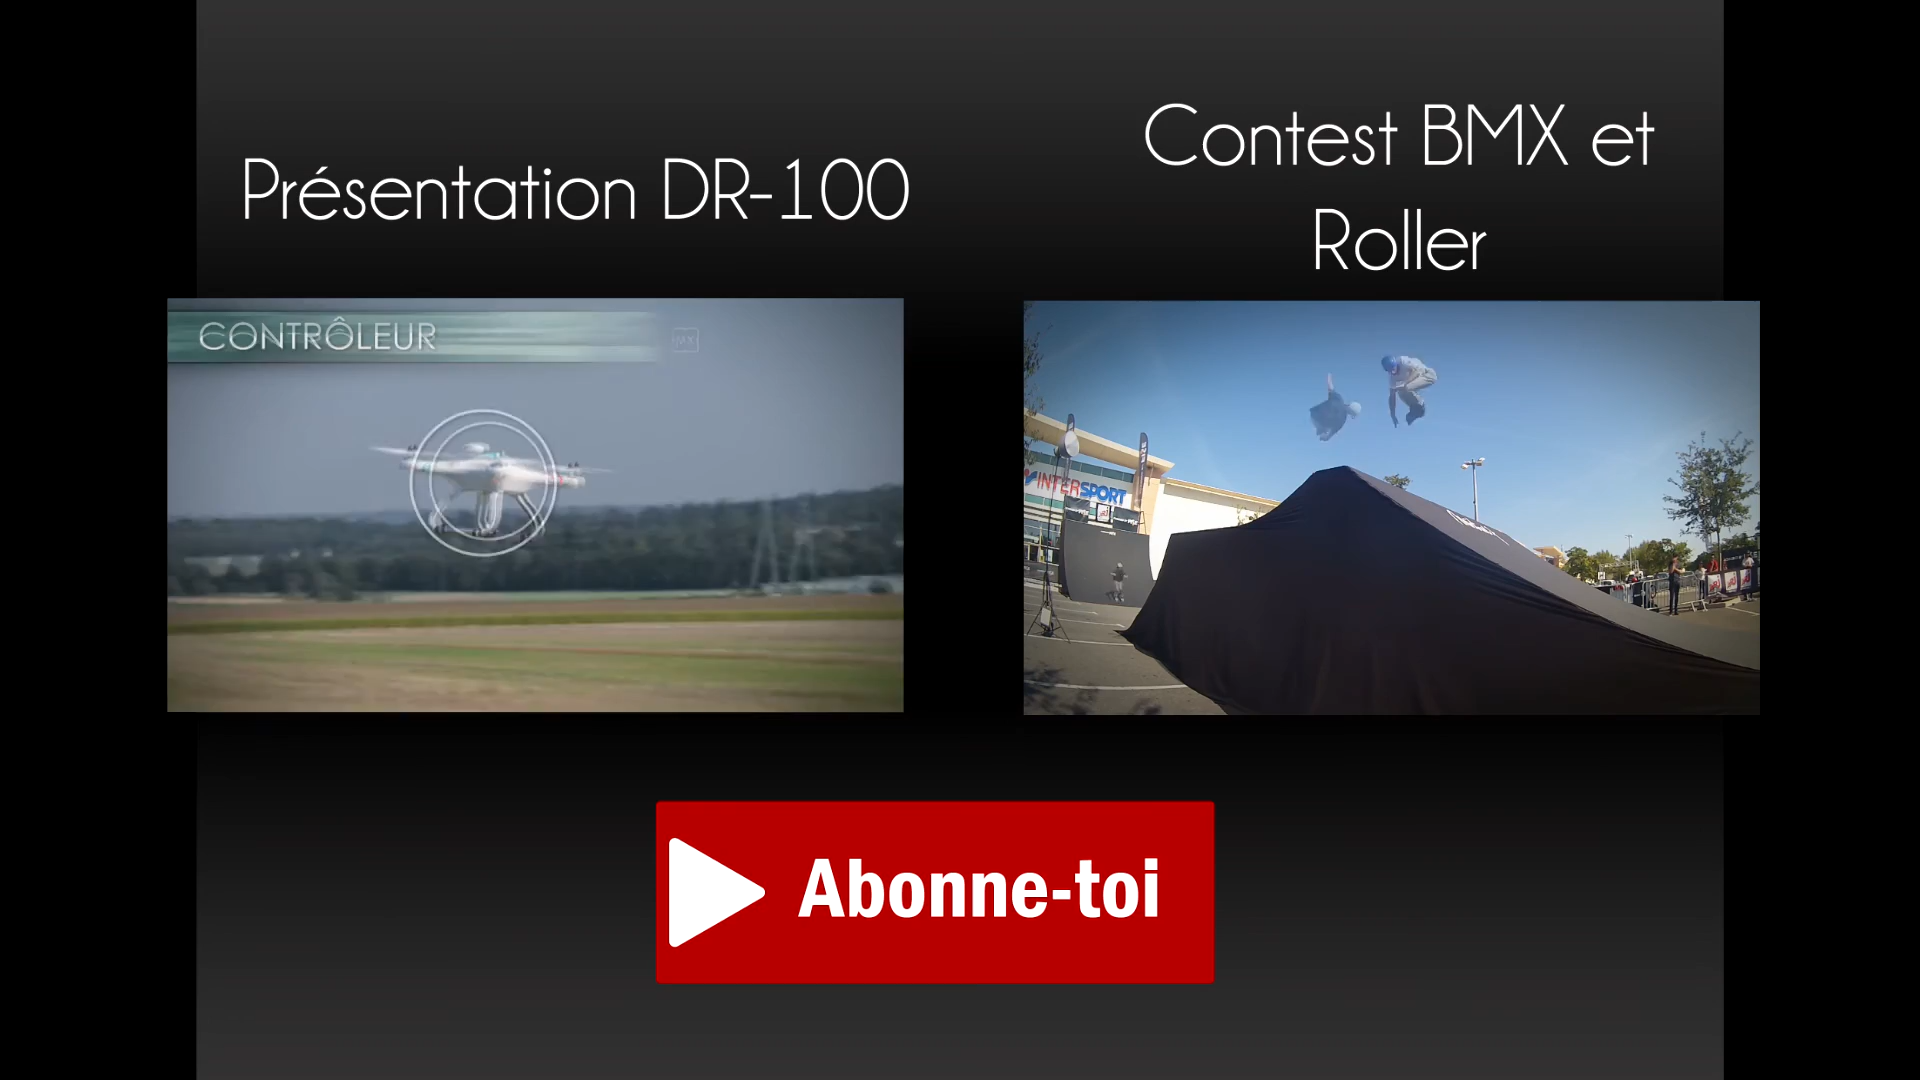 Présentation DR-100
Contest BMX et
Roller
CONTRÔLEUR
INTERSPORT
Abonne-toi